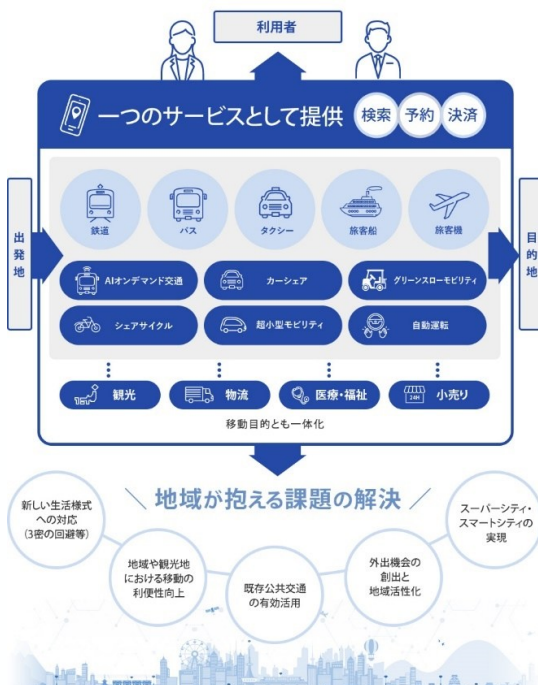 利用者
一つのサービスとして提供
検索
予約
決済
出発地
目的地
鉄道
バス
タクシー
旅客船
旅客機
AIオンデマンド交通
カーシェア
グリーンスローモビリティ
シェアサイクル
超小型モビリティ
自動運転
観光
物流
医療・福祉
24H
小売り
移動目的とも一体化
地域が抱える課題の解決
新しい生活様式
への対応
(3密の回避等)
地域や観光地
における移動の
利便性向上
既存公共交通
の有効活用
外出機会の
創出と
地域活性化
スーパーシティ・
スマートシティの
実現